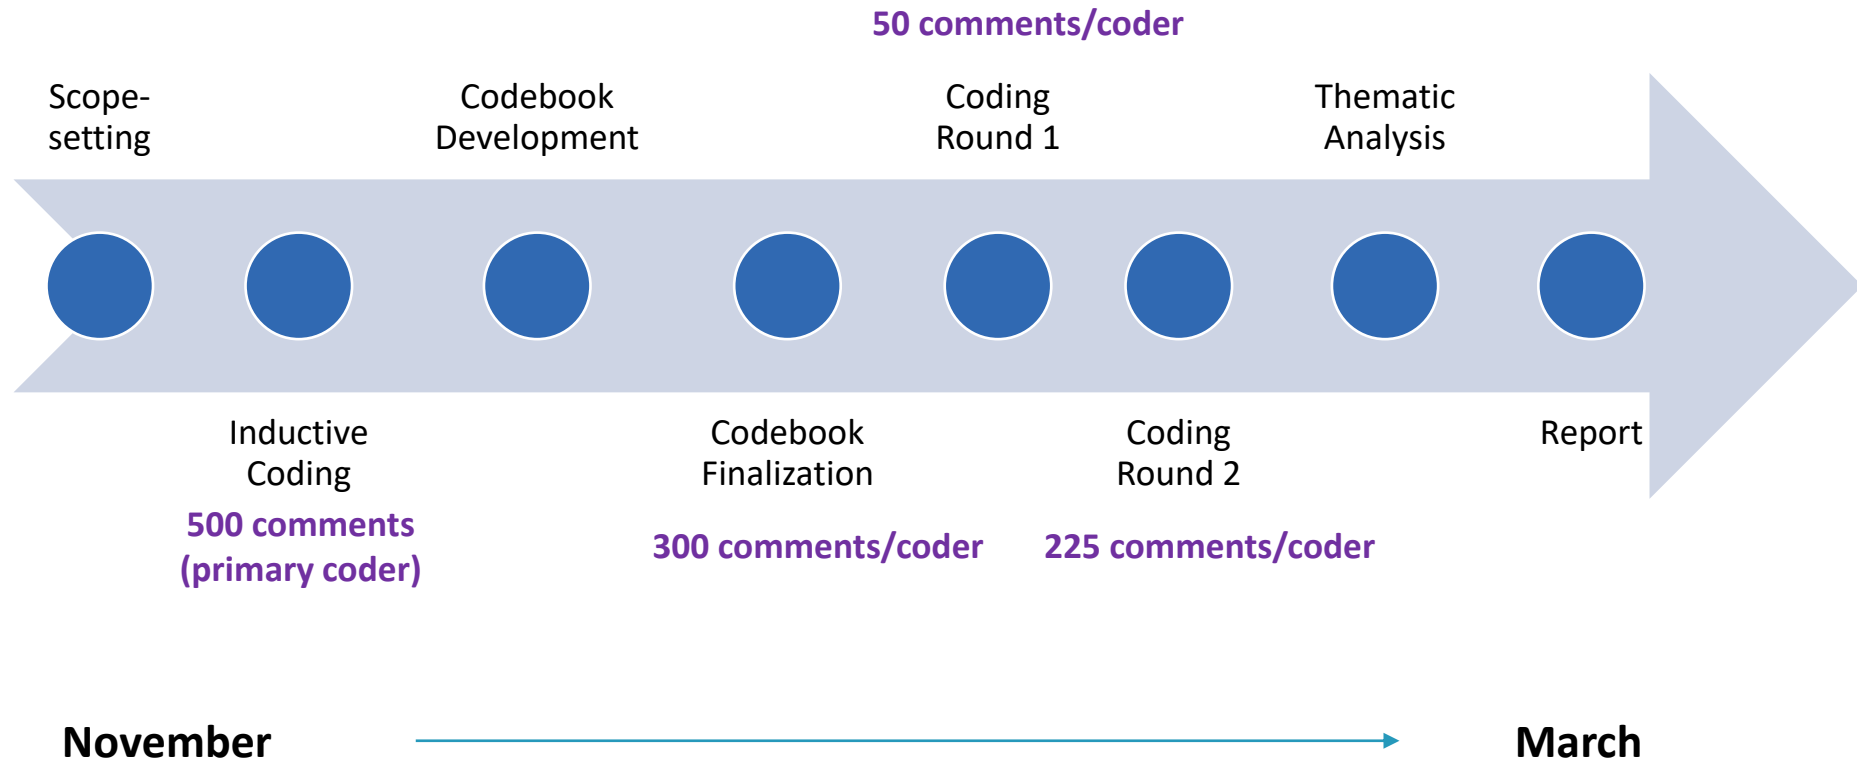 50 comments/coder
Scope-
setting
Codebook
Development
Coding
Round 1
Thematic
Analysis
Inductive
Coding
500 comments
(primary coder)
Codebook
Finalization
300 comments/coder
Coding
Round 2
225 comments/coder
Report
November
March